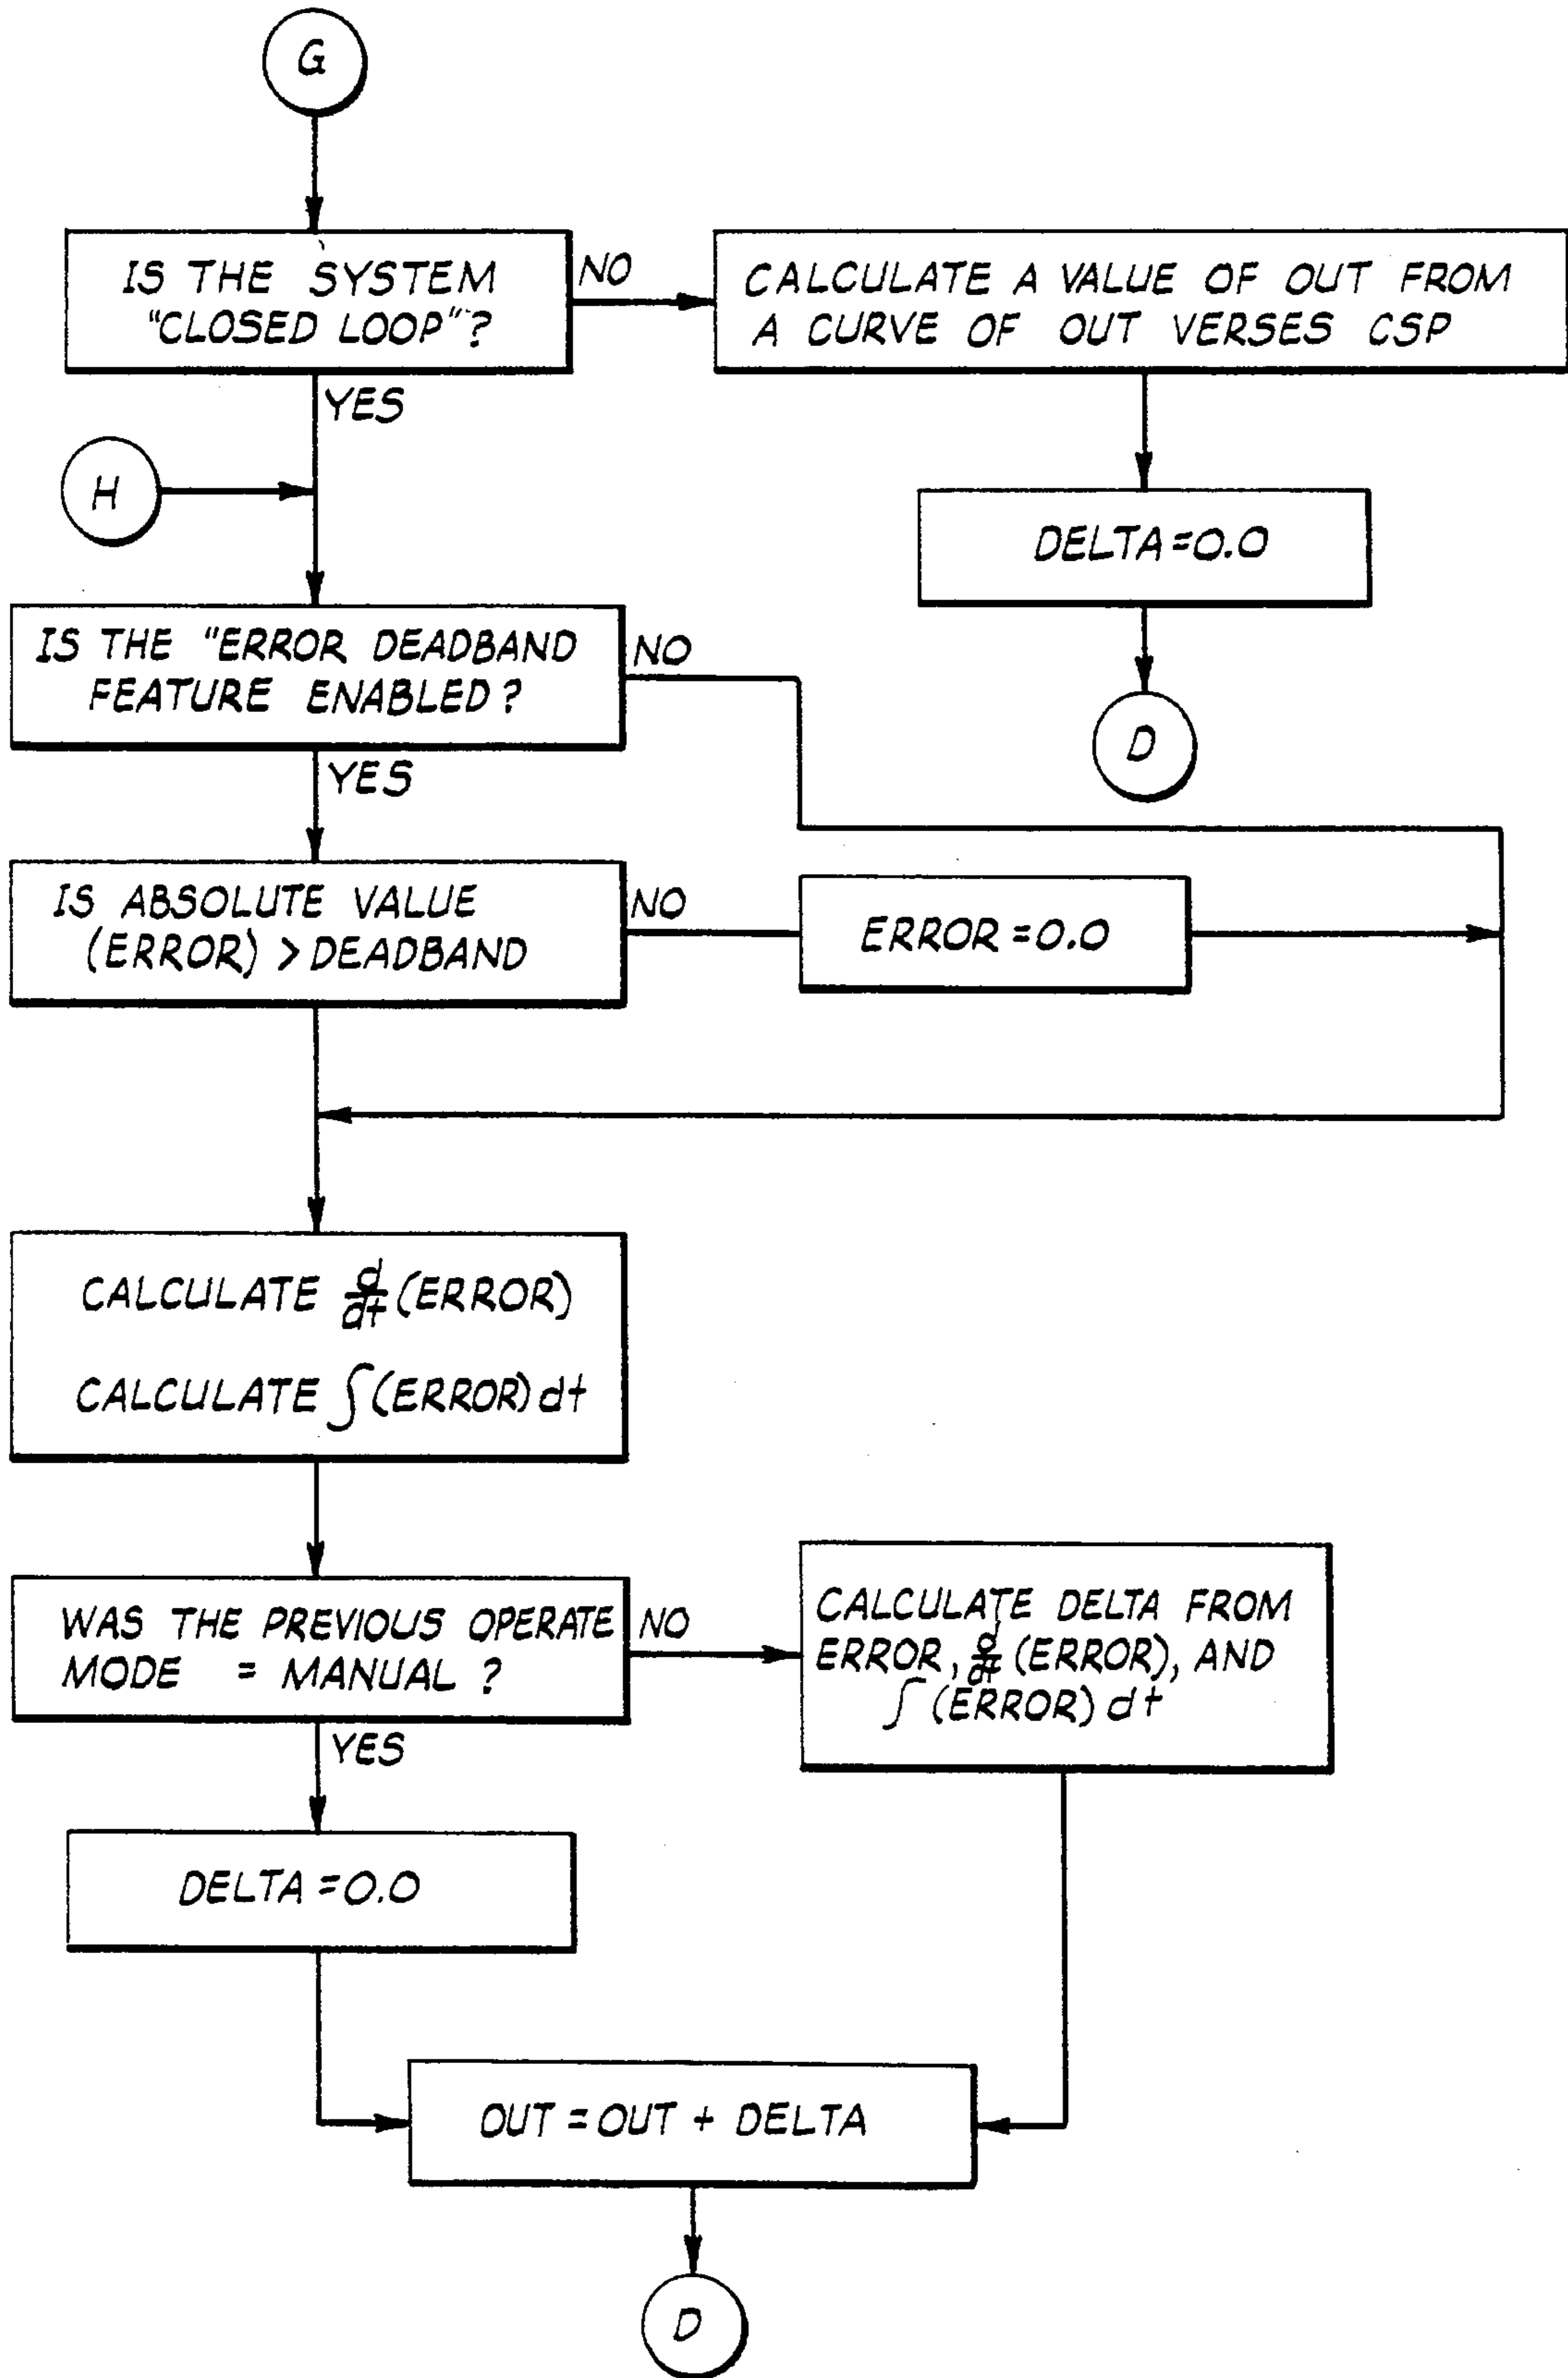 G
IS THE SYSTEM
"CLOSED LOOP"?
NO
CALCULATE A VALUE OF OUT FROM
A CURVE OF OUT VERSES CSP
YES
H
DELTA=0.0
D
IS THE "ERROR DEADBAND
FEATURE ENABLED?
NO
YES
IS ABSOLUTE VALUE
(ERROR) > DEADBAND
NO
ERROR=0.0
CALCULATE d/dt (ERROR)
CALCULATE ∫(ERROR)dt
WAS THE PREVIOUS OPERATE
MODE = MANUAL?
NO
CALCULATE DELTA FROM
ERROR, d/dt (ERROR), AND
∫(ERROR)dt
YES
DELTA=0.0
OUT=OUT + DELTA
D